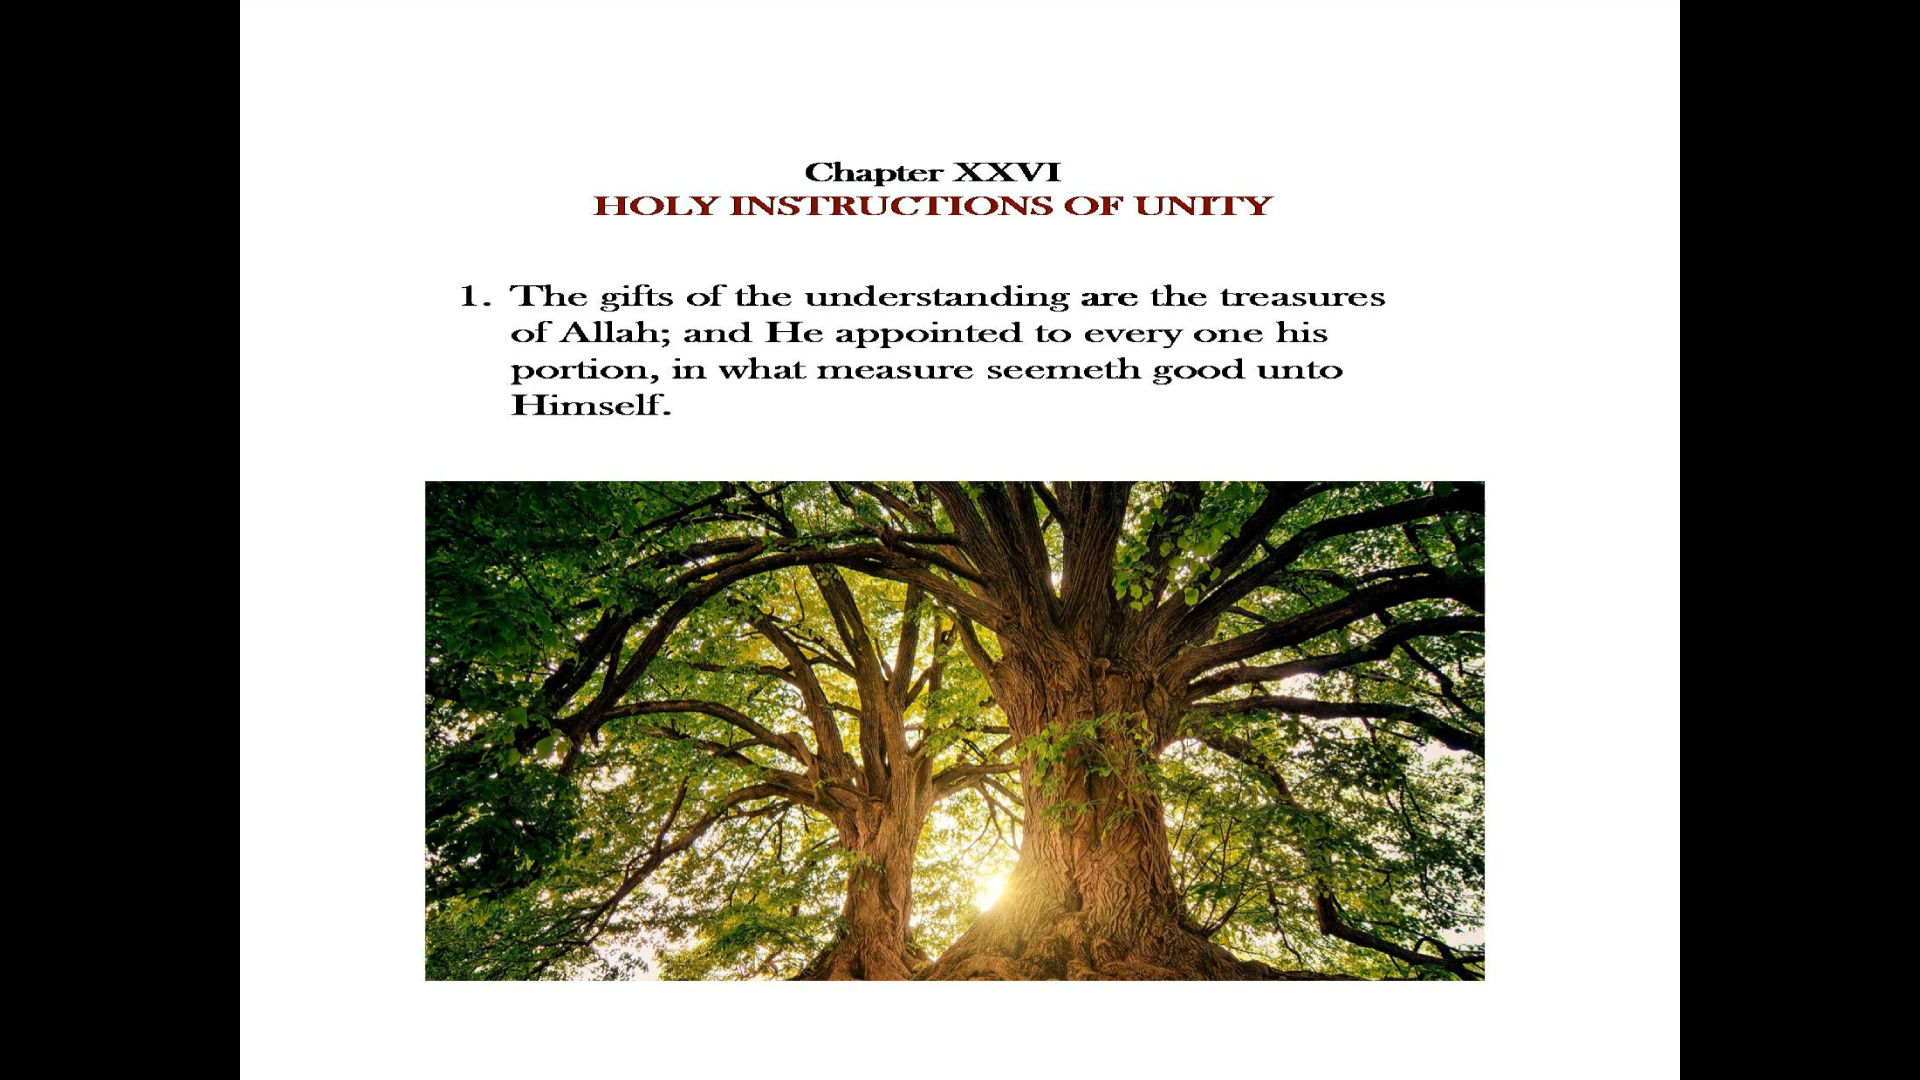 Chapter XXVI
HOLY INSTRUCTIONS OF UNITY
1. The gifts of the understanding are the treasures
of Allah; and He appointed to every one his
portion, in what measure seemeth good unto
Himself.